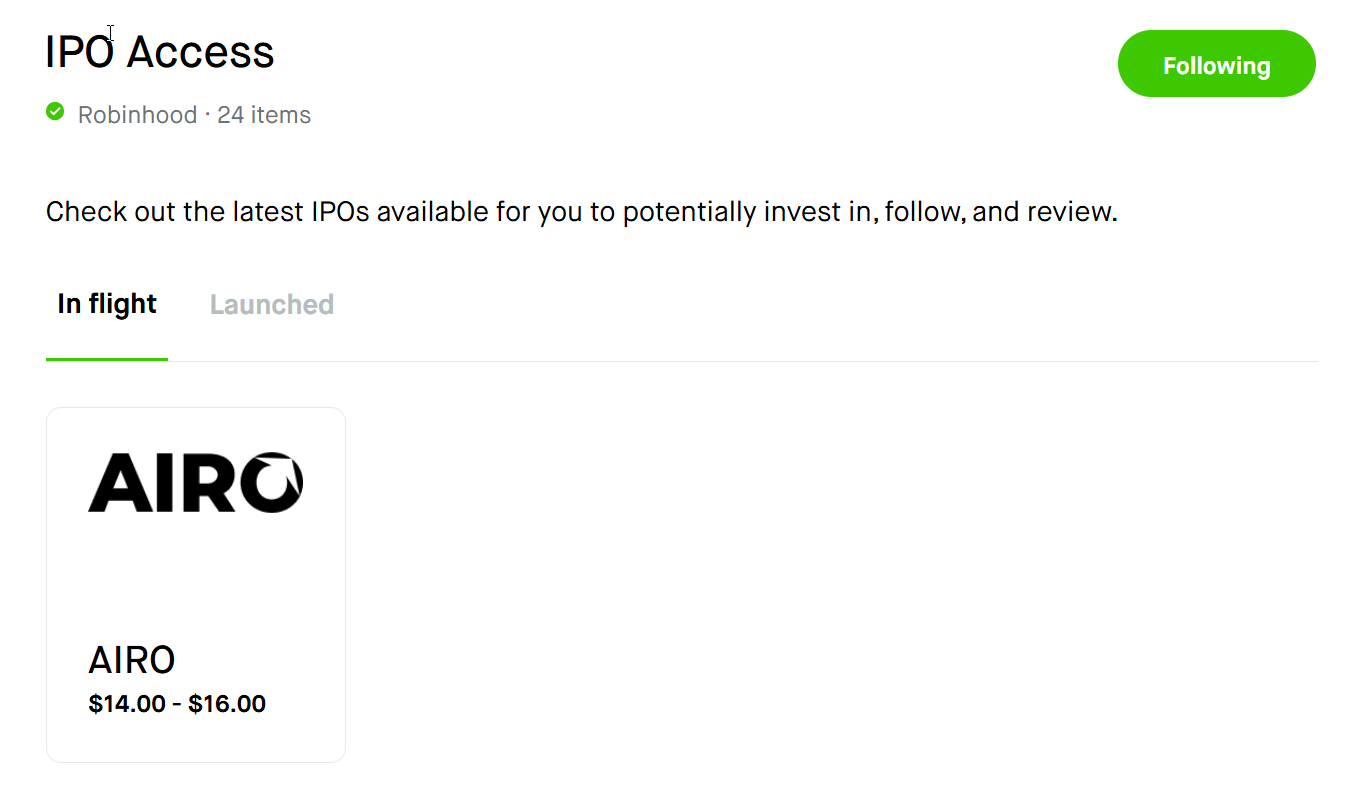 IPO Access
Following
Robinhood · 24 items
Check out the latest IPOs available for you to potentially invest in, follow, and review.
In flight
Launched
AIRO
AIRO
$14.00 - $16.00